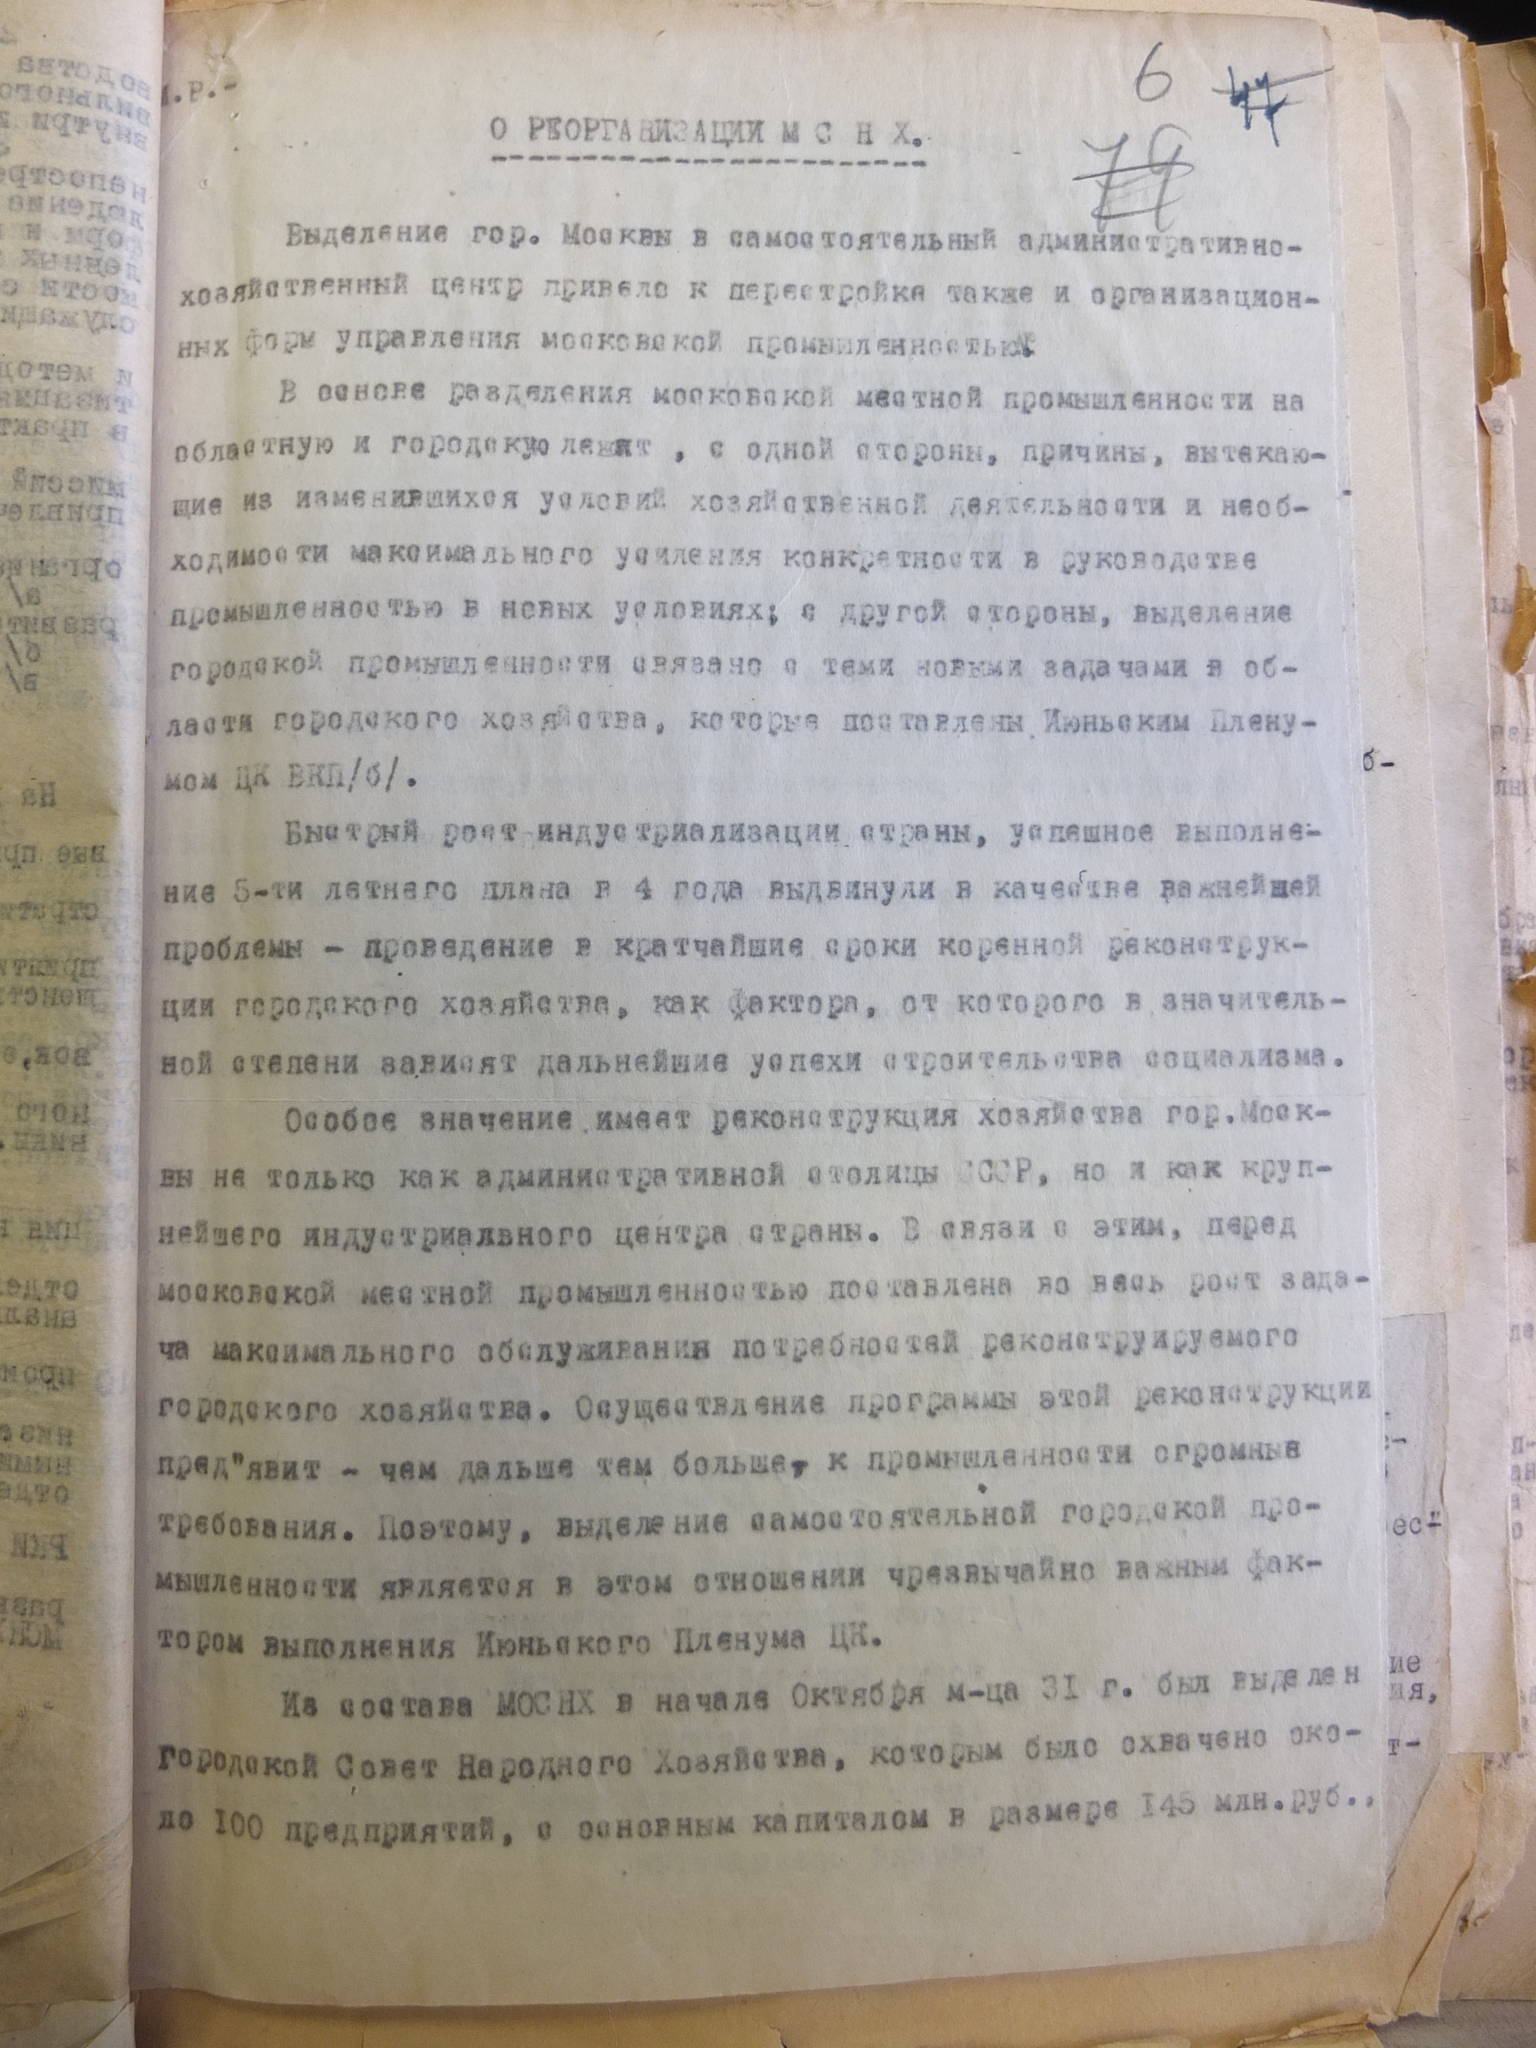 6 44
.Р.-
О РЕОРГАНИЗАЦИИ М С Н Х.
79
Выделение гор. Москвы в самостоятельный административно-
хозяйственный центр привело к перестройке также и организацион-
ных форм управления московской промышленностью.
В основе разделения московской местной промышленности на
областную и городскую лежит , с одной стороны, причины, вытекаю-
щие из изменившихся условий хозяйственной деятельности и необ-
ходимости максимального усиления конкретности в руководстве
промышленностью в новых условиях; с другой стороны, выделение
городской промышленности связано с теми новыми задачами в об-
ласти городского хозяйства, которые поставлены Июньским Плену-
мом ЦК ВКП/б/.
Быстрый рост индустриализации страны, успешное выполне-
ние 5-ти летнего плана в 4 года выдвинули в качестве важнейшей
проблемы - проведение в кратчайшие сроки коренной реконструк-
ции городского хозяйства, как фактора, от которого в значитель-
ной степени зависят дальнейшие успехи строительства социализма.
Особое значение имеет реконструкция хозяйства гор.Моск-
вы не только как административной столицы СССР, но и как круп-
нейшего индустриального центра страны. В связи с этим, перед
московской местной промышленностью поставлена во весь рост зада-
ча максимального обслуживания потребностей реконструируемого
городского хозяйства. Осуществление программы этой реконструкции
пред"явит - чем дальше тем больше, к промышленности огромные
требования. Поэтому, выделение самостоятельной городской про-
мышленности является в этом отношении чрезвычайно важным фак-
тором выполнения Июньского Пленума ЦК.
Из состава МОСНХ в начале Октября м-ца 31 г. был выделен
городской Совет Народного Хозяйства, которым было охвачено око-
ло 100 предприятий, с основным капиталом в размере 145 млн.руб.,